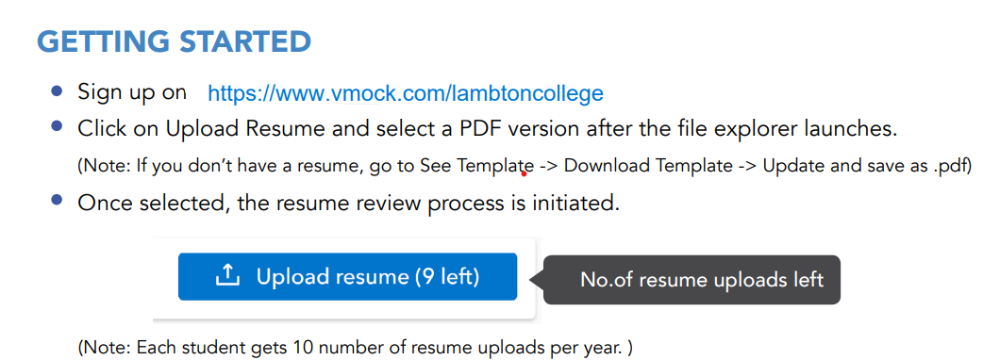 GETTING STARTED
Sign up on https://www.vmock.com/lambtoncollege
Click on Upload Resume and select a PDF version after the file explorer launches.
(Note: If you don’t have a resume, go to See Template -> Download Template -> Update and save as .pdf)
Once selected, the resume review process is initiated.
Upload resume (9 left)
No.of resume uploads left
(Note: Each student gets 10 number of resume uploads per year. )